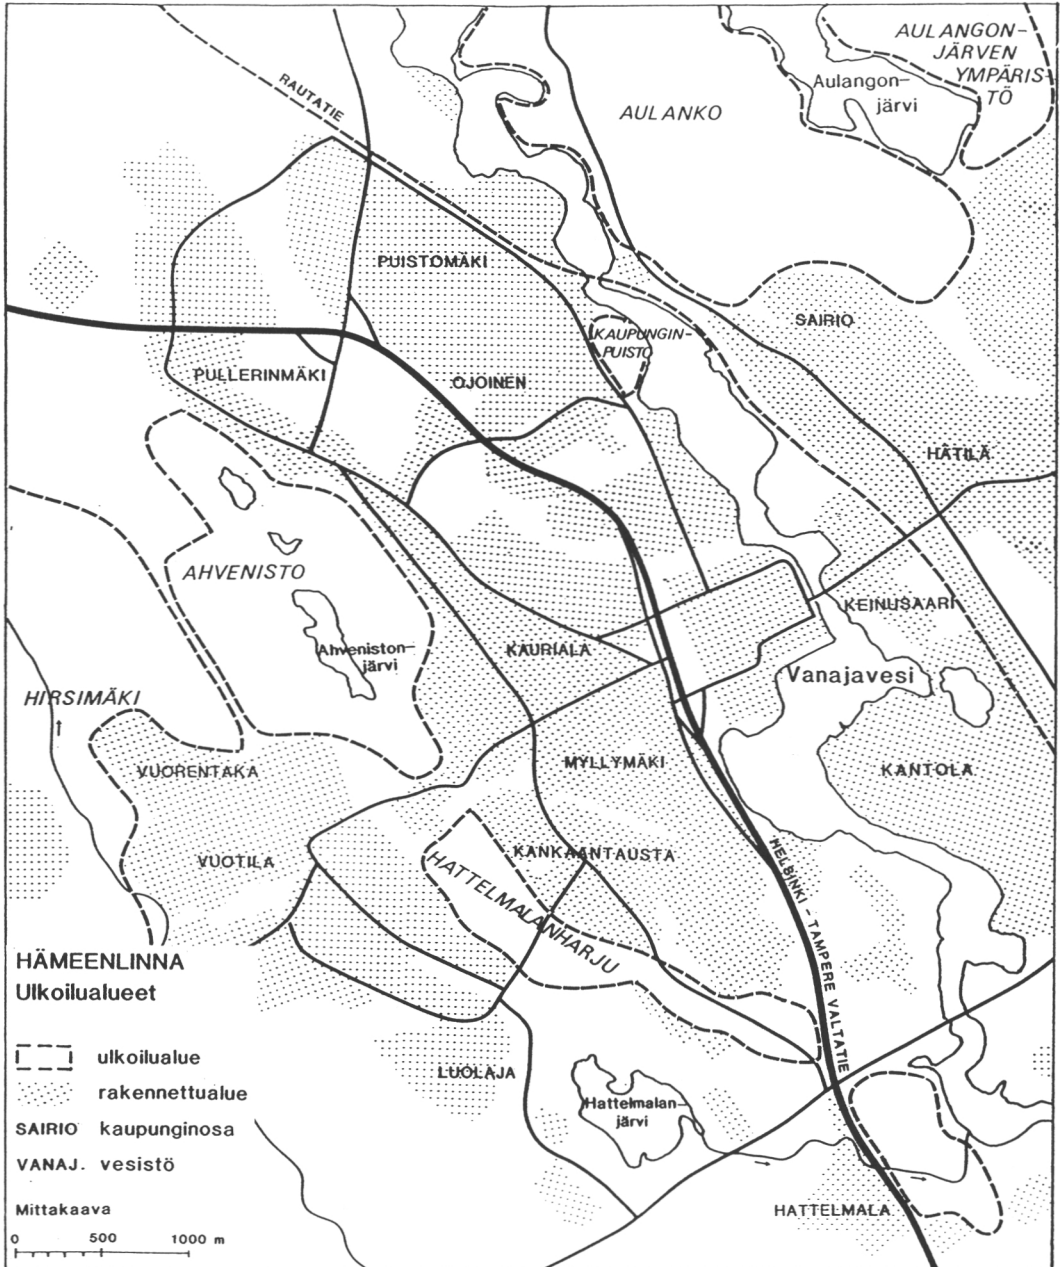 AULANGON-
JÄRVEN
YMPÄRIS-
TÖ
Aulangon-
järvi
RAUTATIE
AULANKO
PUISTOMÄKI
SAIRIO
KAUPUNGIN-
PUISTO
PULLERINMÄKI
OJOINEN
HÄTILÄ
AHVENISTO
KEINUSAARI
Ahveniston-
järvi
KAURIALA
Vanajavesi
HIRSIMÄKI
VUORENTAKA
MYLLYMÄKI
KANTOLA
VUOTILA
KANKAANTAUSTA
HATTELMALANHARJU
HELSINKI - TAMPERE VALTATIE
HÄMEENLINNA
Ulkoilualueet
ulkoilualue
rakennettualue
SAIRIO kaupunginosa
VANAJ. vesistö
Mittakaava
0 500 1000 m
LUOLAJA
Hattelmalan-
järvi
HATTELMALA